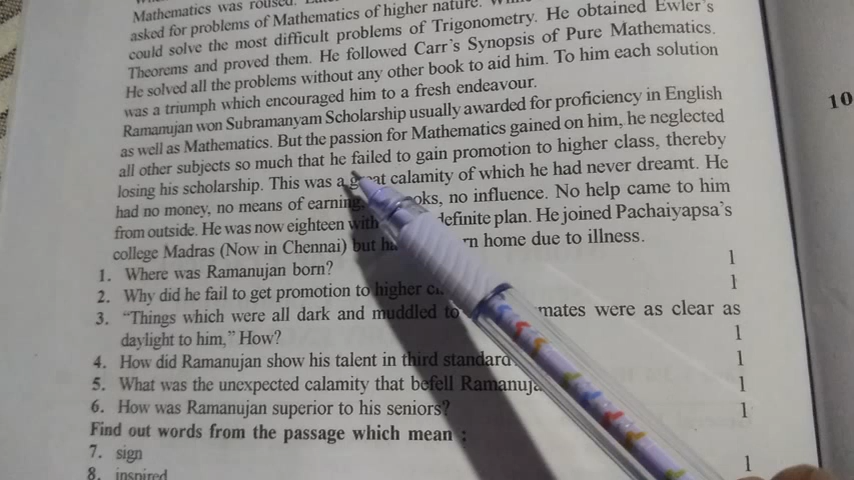 Mathematics was roused.
asked for problems of Mathematics of higher nature.
could solve the most difficult problems of Trigonometry. He obtained Ewler's
Theorems and proved them. He followed Carr's Synopsis of Pure Mathematics.
He solved all the problems without any other book to aid him. To him each solution
was a triumph which encouraged him to a fresh endeavour.
Ramanujan won Subramanyam Scholarship usually awarded for proficiency in English
as well as Mathematics. But the passion for Mathematics gained on him, he neglected
all other subjects so much that he failed to gain promotion to higher class, thereby
losing his scholarship. This was a great calamity of which he had never dreamt. He
had no money, no means of earning, ooks, no influence. No help came to him
from outside. He was now eighteen with definite plan. He joined Pachaiyapsa's
college Madras (Now in Chennai) but rn home due to illness.
1. Where was Ramanujan born? 1
2. Why did he fail to get promotion to higher 1
3. "Things which were all dark and muddled to mates were as clear as
daylight to him," How? 1
4. How did Ramanujan show his talent in third standard 1
5. What was the unexpected calamity that befell Ramanuja 1
6. How was Ramanujan superior to his seniors? 1
Find out words from the passage which mean :
7. sign 1
8. inspired
10